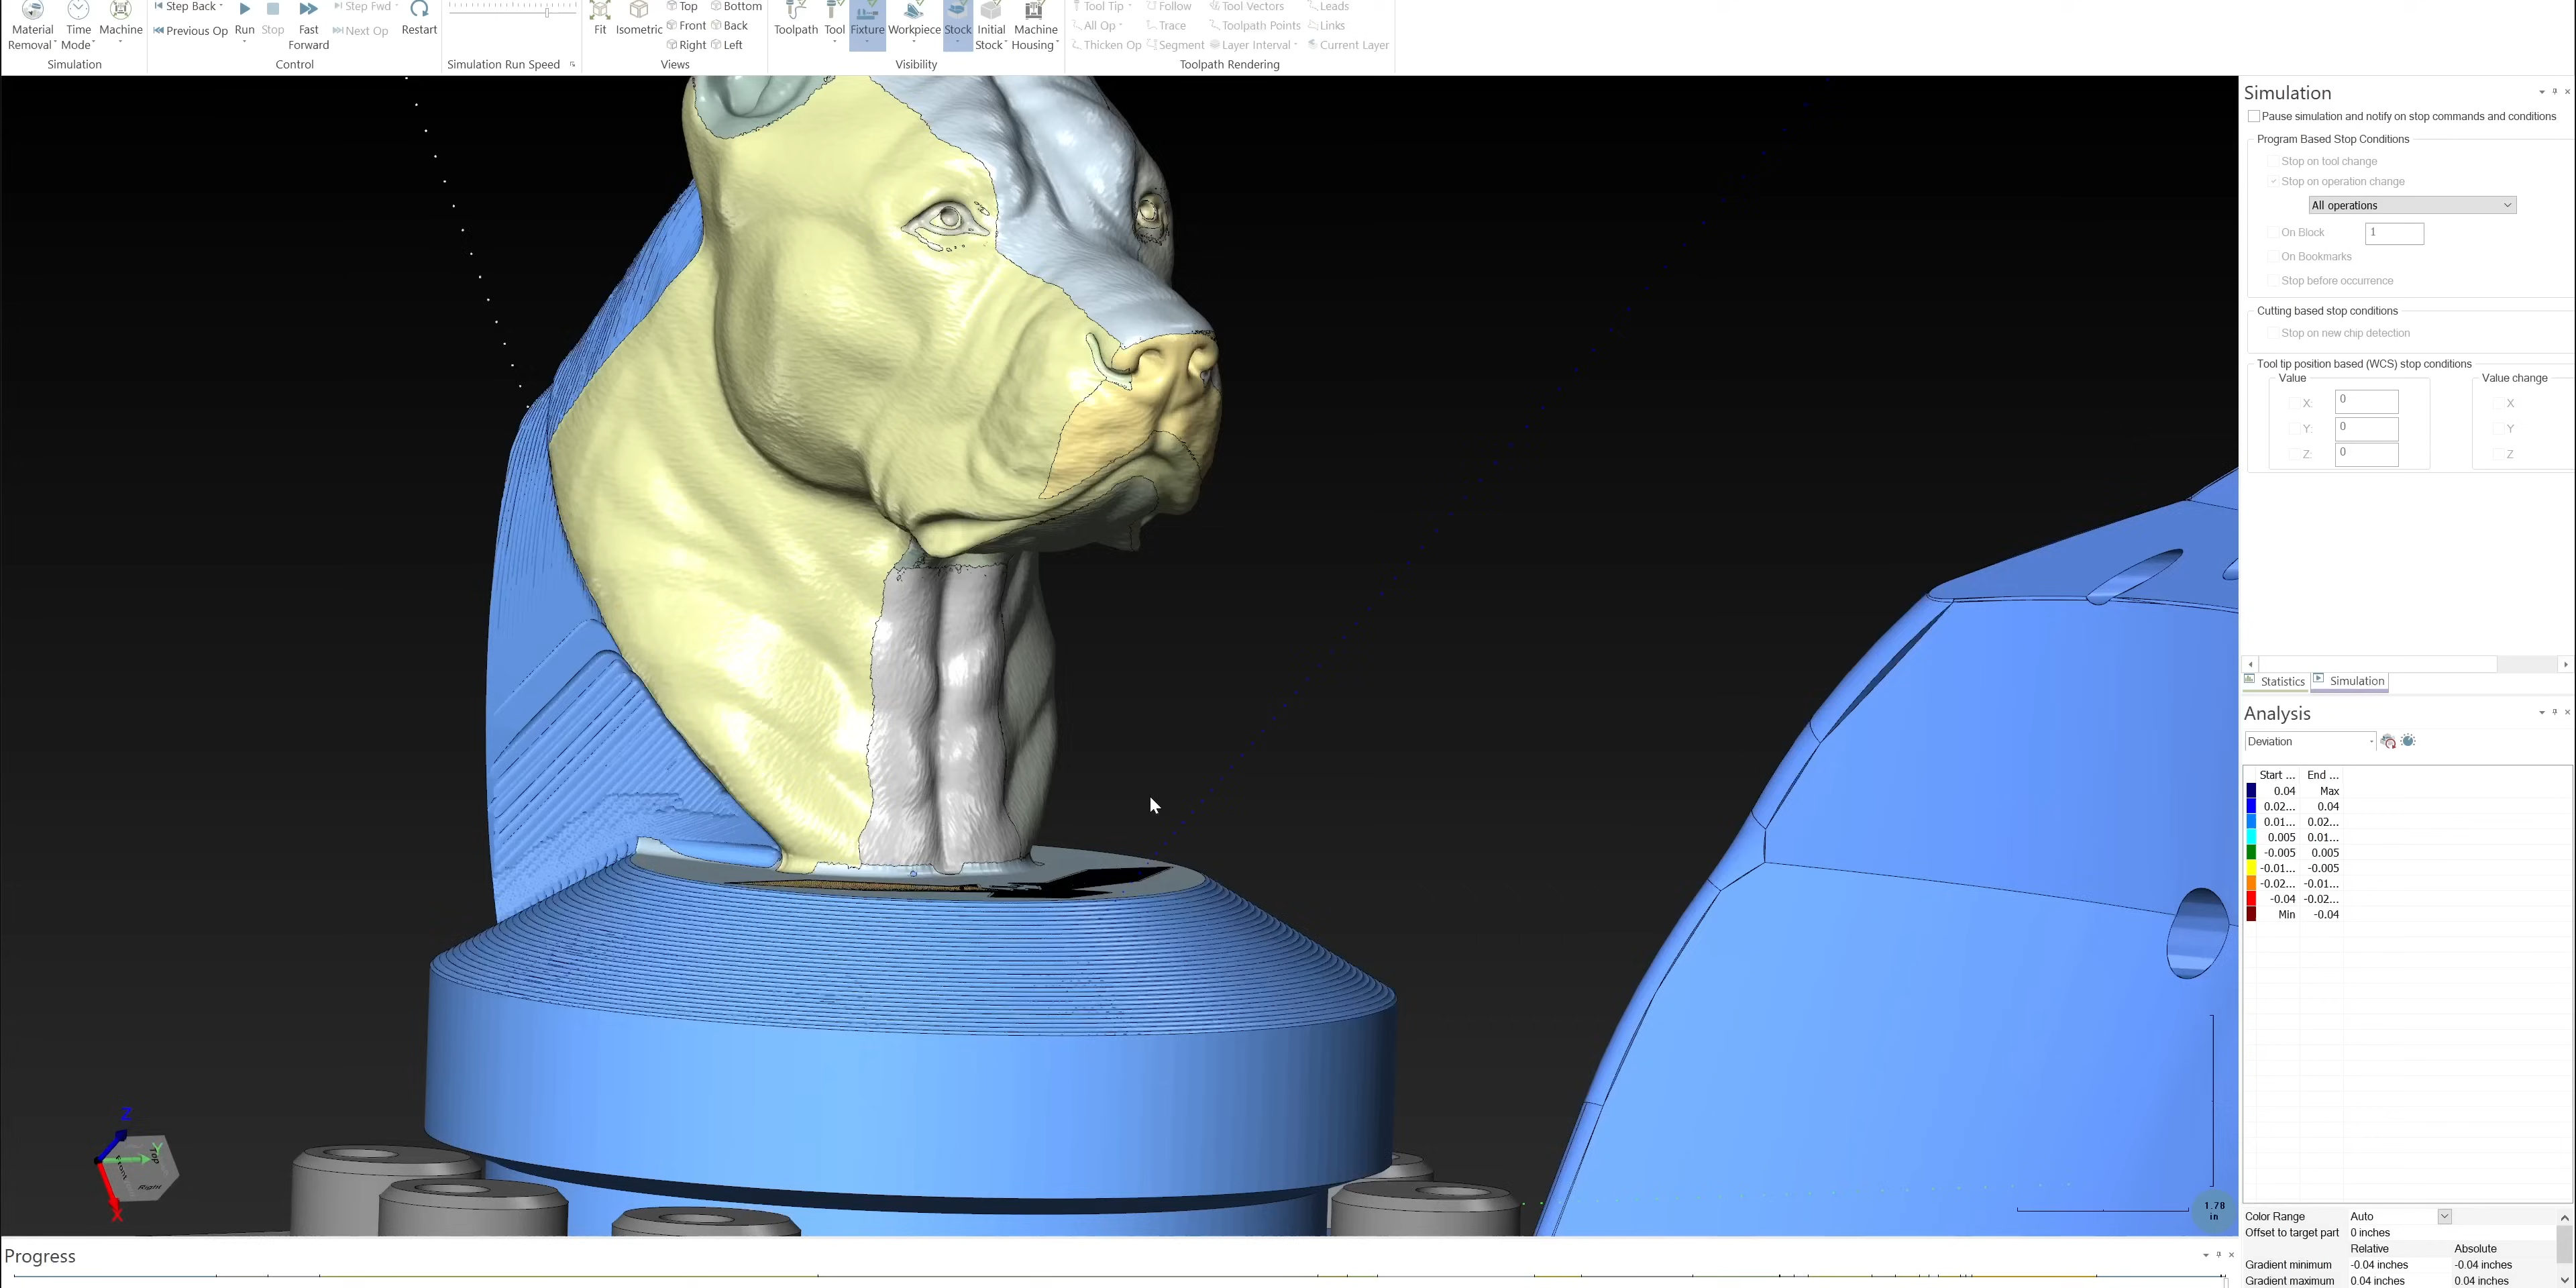 Step Back
Step Fwd
Top
Bottom
Tool Tip
Follow
Tool Vectors
Leads
Material Removal
Time Mode
Machine
Previous Op
Run
Stop
Fast Forward
Next Op
Restart
Fit
Isometric
Front
Back
Right
Left
Toolpath
Tool
Fixture
Workpiece
Stock
Initial Stock
Machine Housing
All Op
Trace
Toolpath Points
Links
Thicken Op
Segment
Layer Interval
Current Layer
Simulation
Control
Simulation Run Speed
Views
Visibility
Toolpath Rendering
Simulation
Pause simulation and notify on stop commands and conditions
Program Based Stop Conditions
Stop on tool change
Stop on operation change
All operations
On Block 1
On Bookmarks
Stop before occurrence
Cutting based stop conditions
Stop on new chip detection
Tool tip position based (WCS) stop conditions
Value Value change
X: 0 X
Y: 0 Y
Z: 0 Z
Statistics Simulation
Analysis
Deviation
Start ... End ...
0.04 Max
0.02... 0.04
0.01... 0.02...
0.005 0.01...
-0.005 0.005
-0.01... -0.005
-0.02... -0.01...
-0.04 -0.02...
Min -0.04
Z
Y
X
Top
Front
Right
1.78
in
Color Range Auto
Offset to target part 0 inches
Relative Absolute
Gradient minimum -0.04 inches -0.04 inches
Gradient maximum 0.04 inches 0.04 inches
Progress